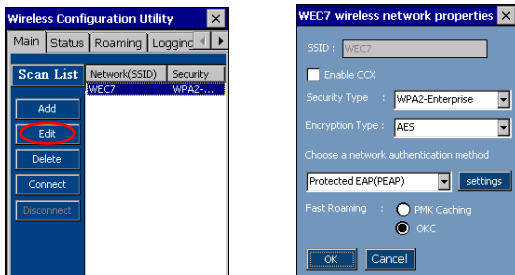 Wireless Configuration Utility
Main Status Roaming Logging
Scan List Network(SSID) Security
WEC7 WPA2-...
Add
Edit
Delete
Connect
Disconnect
WEC7 wireless network properties
SSID : WEC7
Enable CCX
Security Type : WPA2-Enterprise
Encryption Type : AES
Choose a network authentication method
Protected EAP(PEAP) settings
Fast Roaming : PMK Caching
OKC
OK Cancel